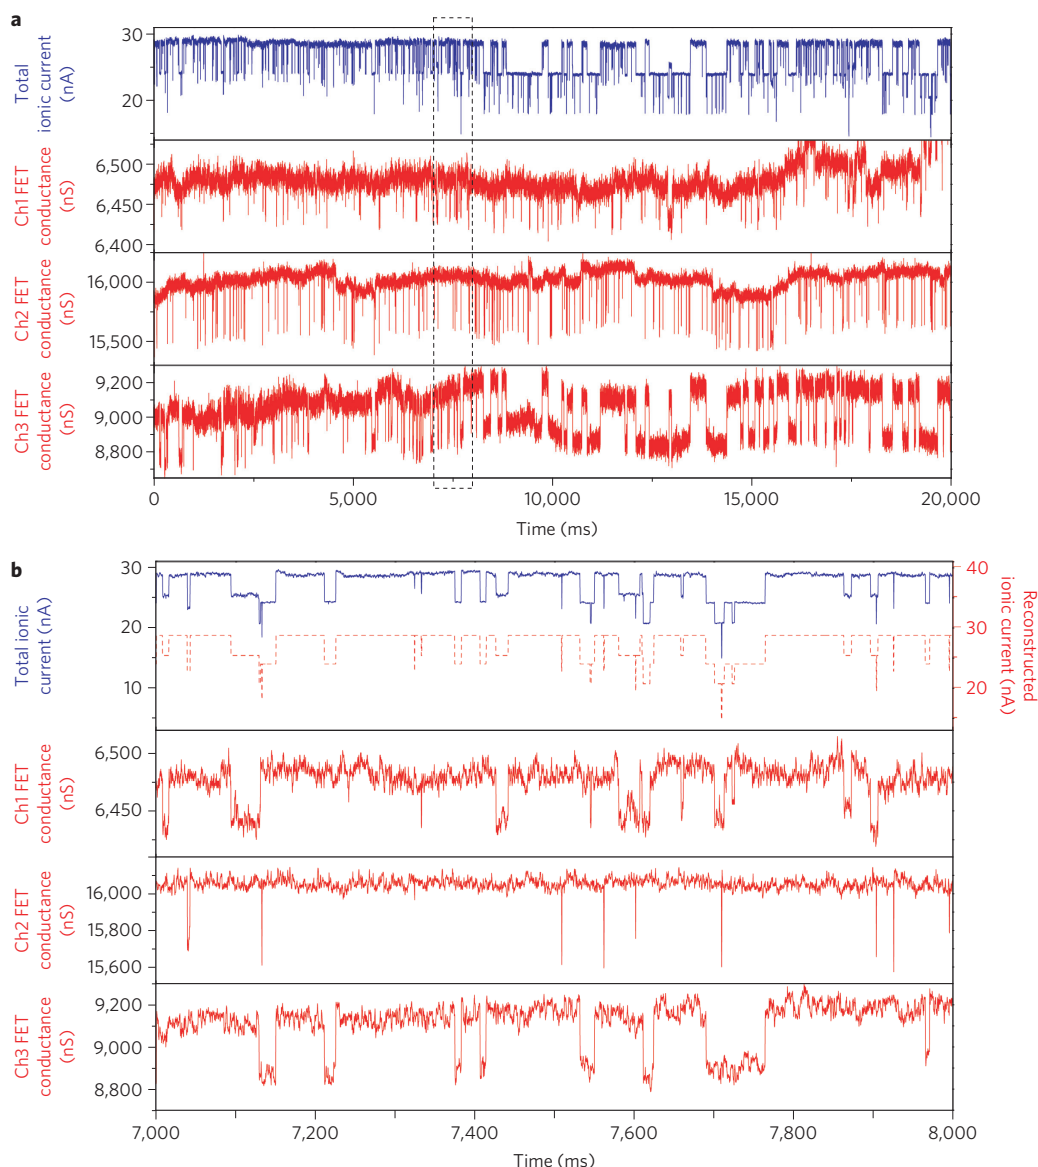 a
Total
ionic current
(nA)
30
20
Ch1 FET
conductance
(nS)
6,500
6,450
6,400
Ch2 FET
conductance
(nS)
16,000
15,500
Ch3 FET
conductance
(nS)
9,200
9,000
8,800
0
5,000
10,000
15,000
20,000
Time (ms)
b
Total ionic
current (nA)
30
20
10
40
30
20
Reconstructed
ionic current (nA)
Ch1 FET
conductance
(nS)
6,500
6,450
Ch2 FET
conductance
(nS)
16,000
15,800
15,600
Ch3 FET
conductance
(nS)
9,200
9,000
8,800
7,000
7,200
7,400
7,600
7,800
8,000
Time (ms)